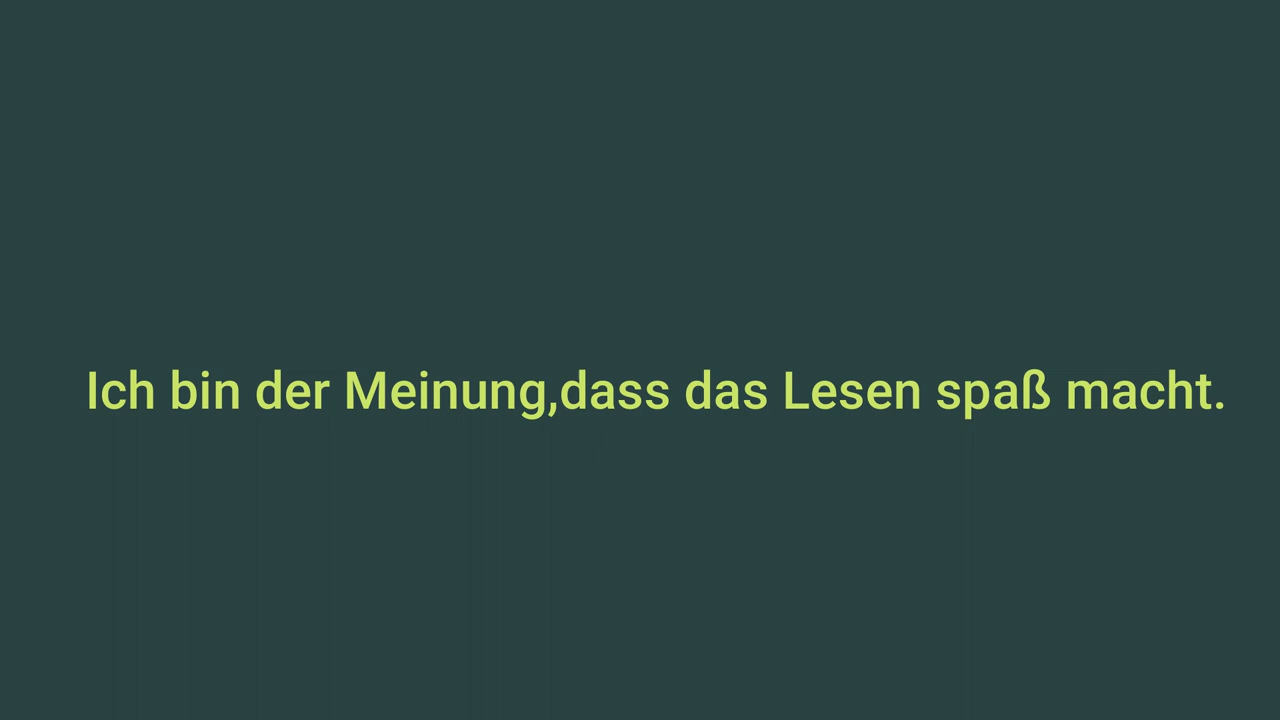 Ich bin der Meinung,dass das Lesen spaß macht.